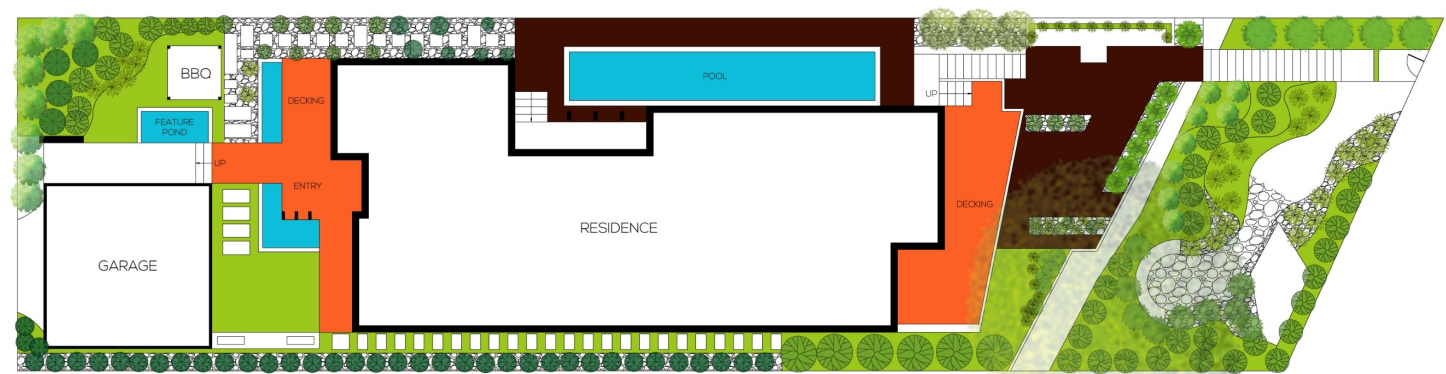 BBQ
DECKING
POOL
UP
FEATURE
POND
UP
ENTRY
DECKING
RESIDENCE
GARAGE